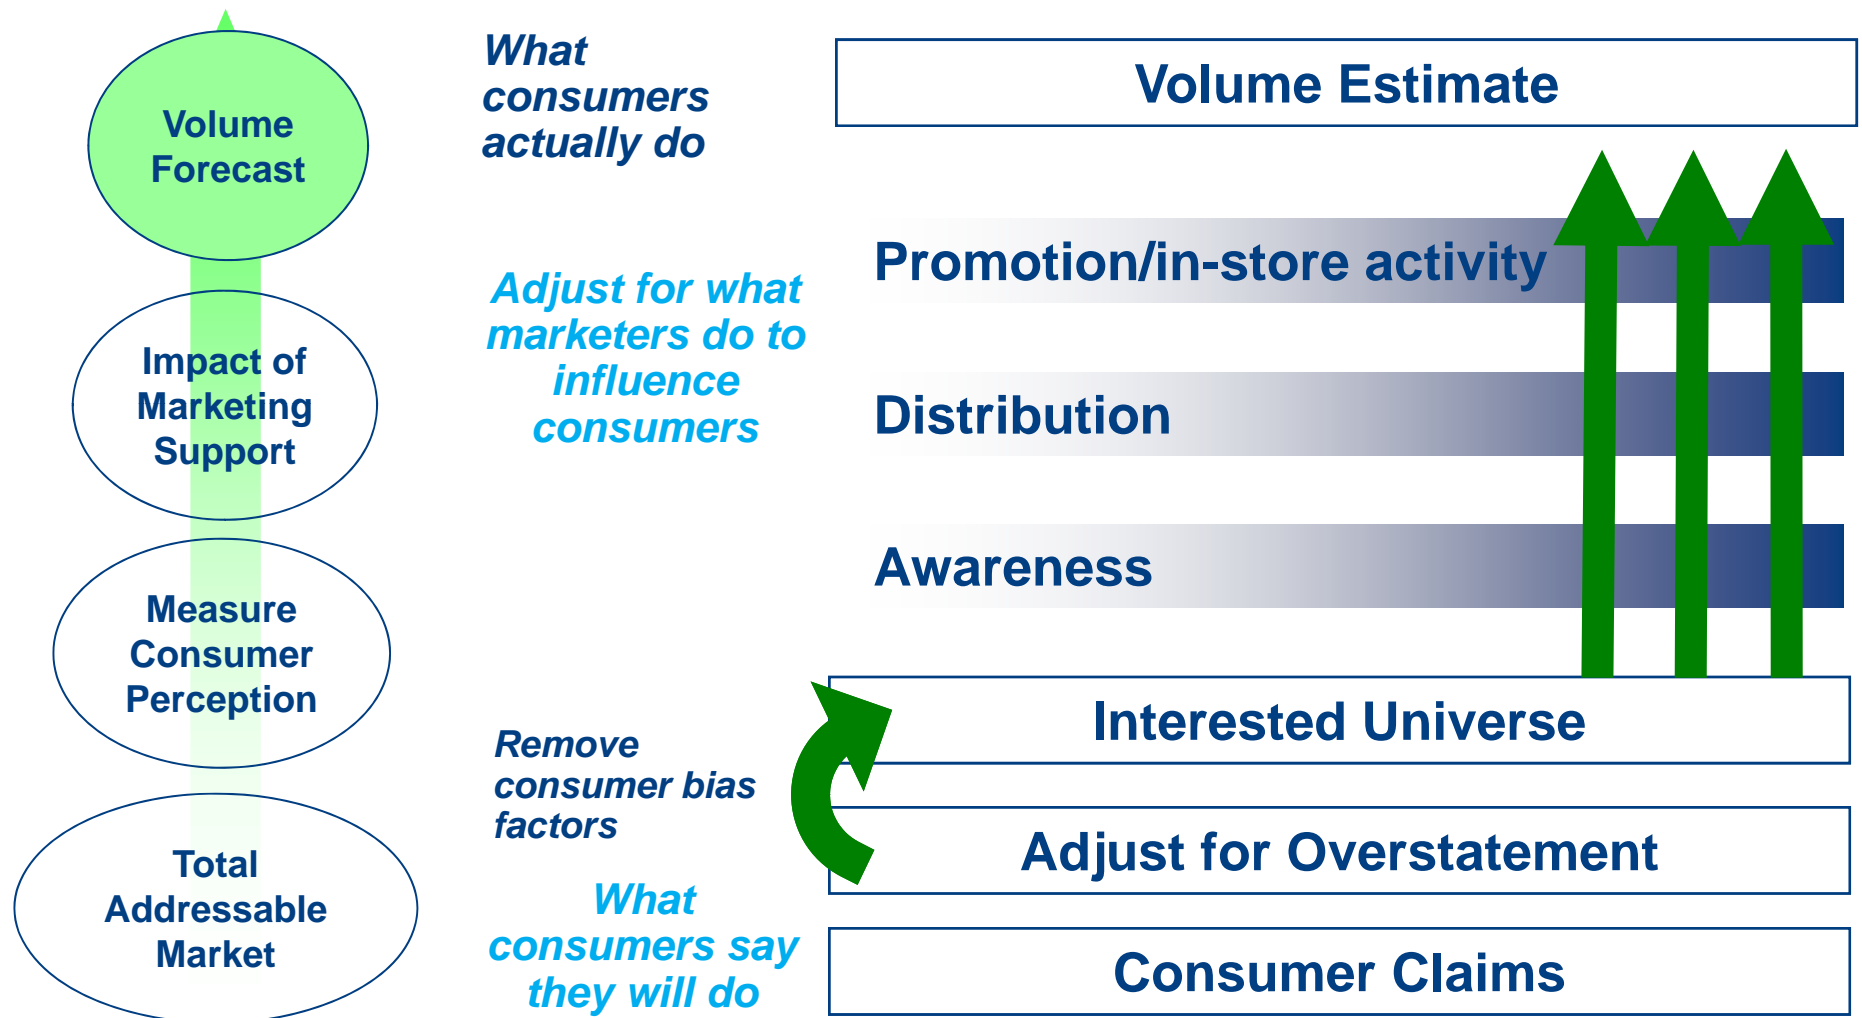 Volume
Forecast
Impact of
Marketing
Support
Measure
Consumer
Perception
Total
Addressable
Market
What
consumers
actually do
Adjust for what
marketers do to
influence
consumers
Remove
consumer bias
factors
What
consumers say
they will do
Volume Estimate
Promotion/in-store activity
Distribution
Awareness
Interested Universe
Adjust for Overstatement
Consumer Claims